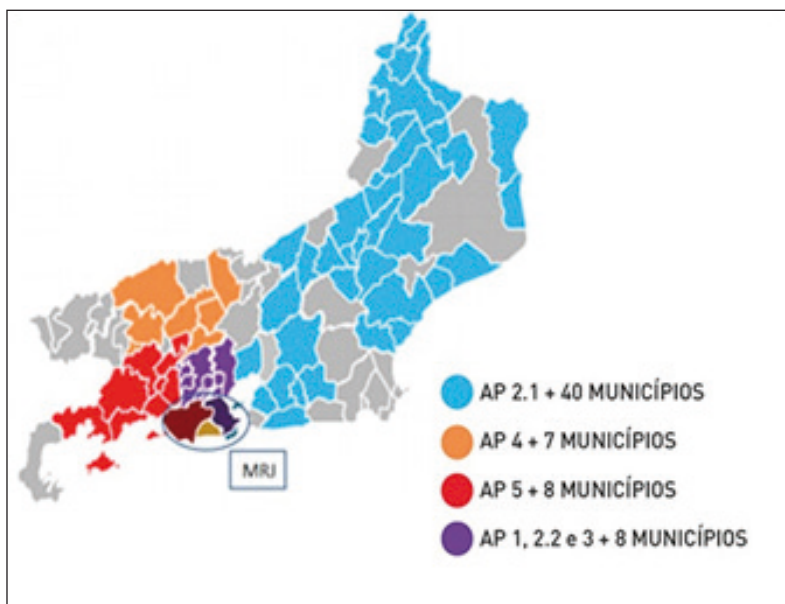 MRJ
AP 2.1 + 40 MUNICÍPIOS
AP 4 + 7 MUNICÍPIOS
AP 5 + 8 MUNICÍPIOS
AP 1, 2.2 e 3 + 8 MUNICÍPIOS